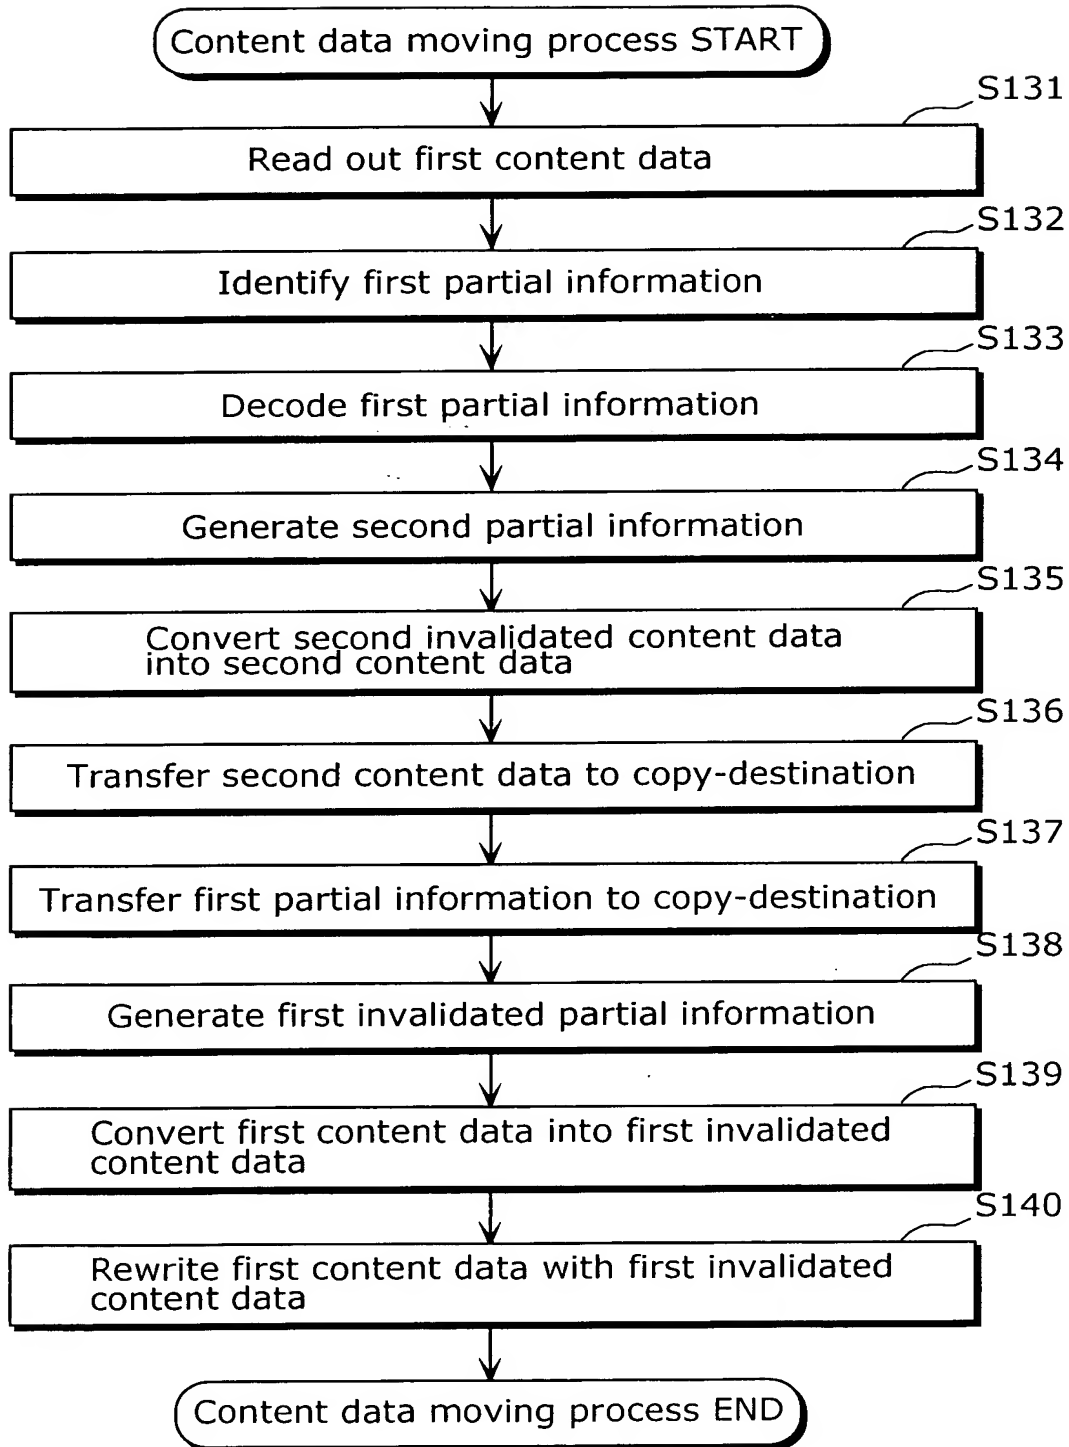 Content data moving process START
S131
Read out first content data
S132
Identify first partial information
S133
Decode first partial information
S134
Generate second partial information
S135
Convert second invalidated content data
into second content data
S136
Transfer second content data to copy-destination
S137
Transfer first partial information to copy-destination
S138
Generate first invalidated partial information
S139
Convert first content data into first invalidated
content data
S140
Rewrite first content data with first invalidated
content data
Content data moving process END